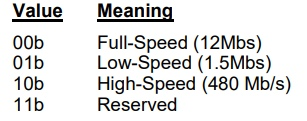 Value Meaning
00b Full-Speed (12Mbs)
01b Low-Speed (1.5Mbs)
10b High-Speed (480 Mb/s)
11b Reserved